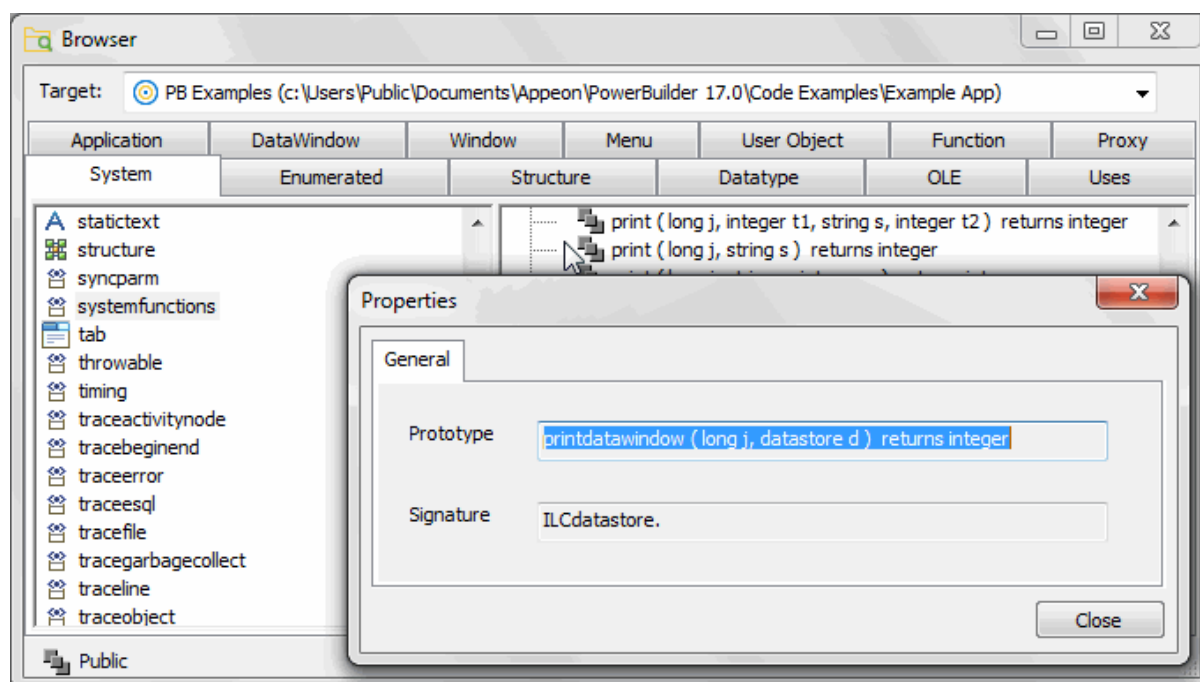 Browser
Target: PB Examples (c:\Users\Public\Documents\Appeon\PowerBuilder 17.0\Code Examples\Example App)
Application DataWindow Window Menu User Object Function Proxy
System Enumerated Structure Datatype OLE Uses
statictext
structure
syncparm
systemfunctions
tab
throwable
timing
traceactivitynode
tracebeginend
traceerror
traceesql
tracefile
tracegarbagecollect
traceline
traceobject
print ( long j, integer t1, string s, integer t2 ) returns integer
print ( long j, string s ) returns integer
Properties
General
Prototype printdatawindow ( long j, datastore d ) returns integer
Signature ILCdatastore.
Close
Public